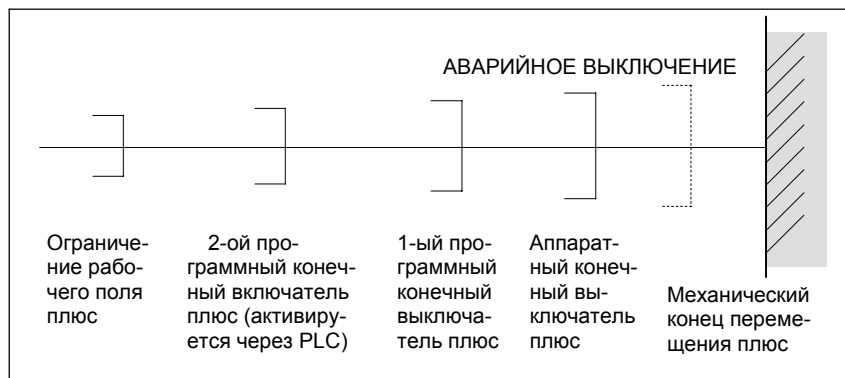 АВАРИЙНОЕ ВЫКЛЮЧЕНИЕ
Ограниче-
ние рабо-
чего поля
плюс
2-ой про-
граммный конеч-
ный включатель
плюс (активиру-
ется через PLC)
1-ый про-
граммный
конечный
выключа-
тель плюс
Аппарат-
ный конеч-
ный вы-
ключатель
плюс
Механический
конец переме-
щения плюс